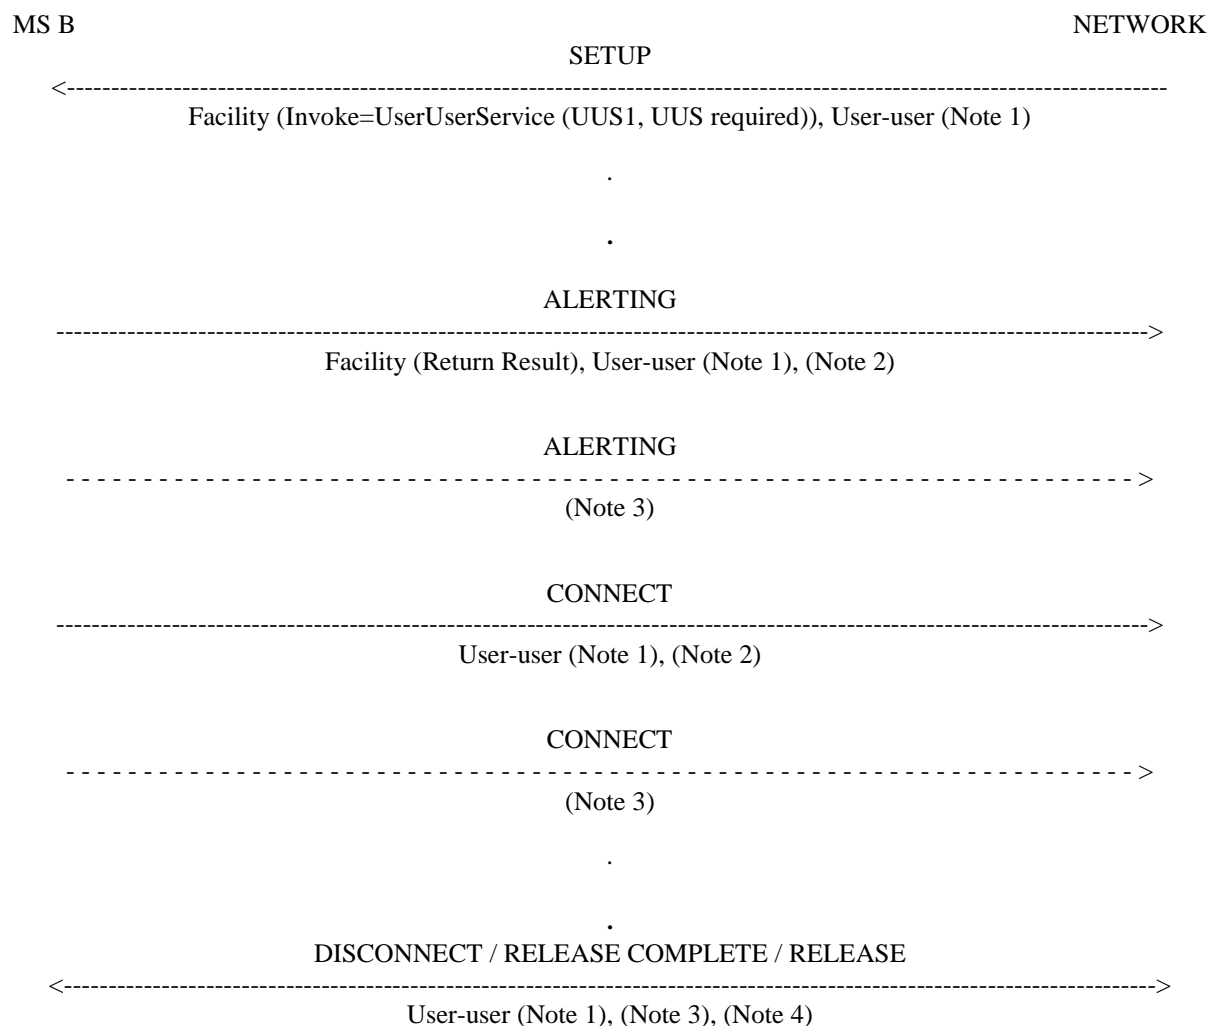 MS B NETWORK
SETUP
<----------------------------------------------------------------------------------------------------------------------------
Facility (Invoke=UserUserService (UUS1, UUS required)), User-user (Note 1)
.
.
ALERTING
--------------------------------------------------------------------------------------------------------------------------->
Facility (Return Result), User-user (Note 1), (Note 2)
ALERTING
- - - - - - - - - - - - - - - - - - - - - - - - - - - - - - - - - - - - - - - - - - - - - - - - - - - - - - - - - - - - - - - - - - - - - - >
(Note 3)
CONNECT
--------------------------------------------------------------------------------------------------------------------------->
User-user (Note 1), (Note 2)
CONNECT
- - - - - - - - - - - - - - - - - - - - - - - - - - - - - - - - - - - - - - - - - - - - - - - - - - - - - - - - - - - - - - - - - - - - - - >
(Note 3)
.
.
DISCONNECT / RELEASE COMPLETE / RELEASE
<--------------------------------------------------------------------------------------------------------------------------->
User-user (Note 1), (Note 3), (Note 4)